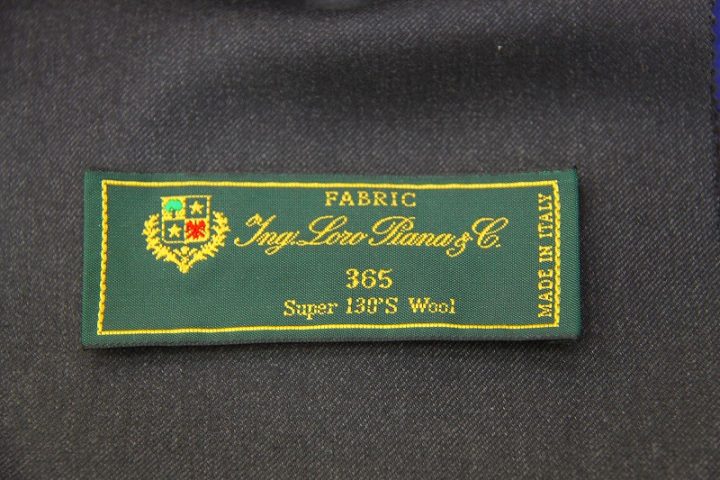 FABRIC
Ing. Loro Piana & C.
365
Super 130'S Wool
MADE IN ITALY